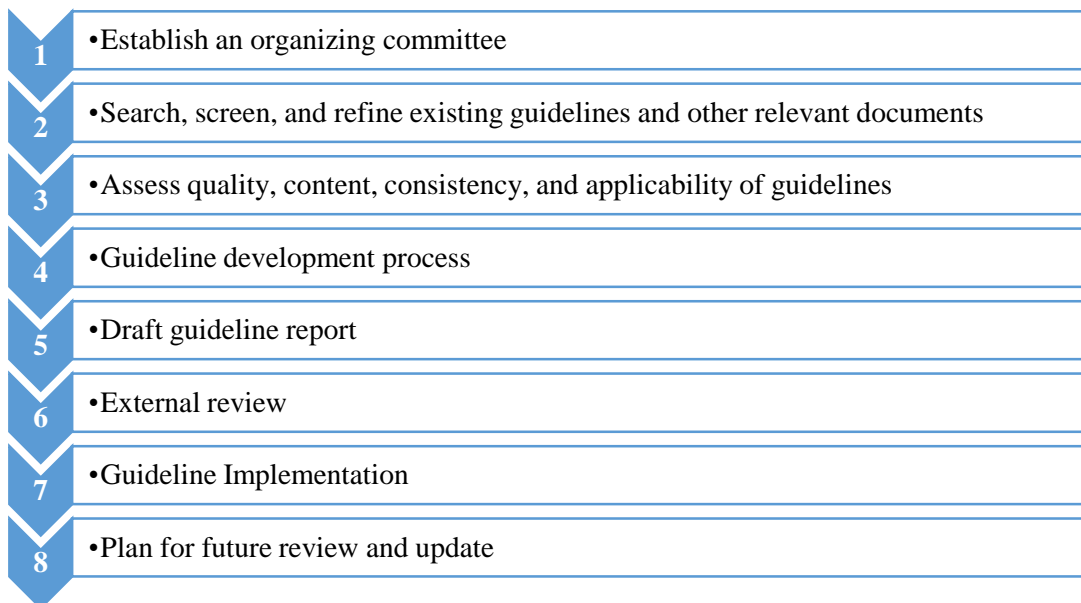 1 •Establish an organizing committee
2 •Search, screen, and refine existing guidelines and other relevant documents
3 •Assess quality, content, consistency, and applicability of guidelines
4 •Guideline development process
5 •Draft guideline report
6 •External review
7 •Guideline Implementation
8 •Plan for future review and update